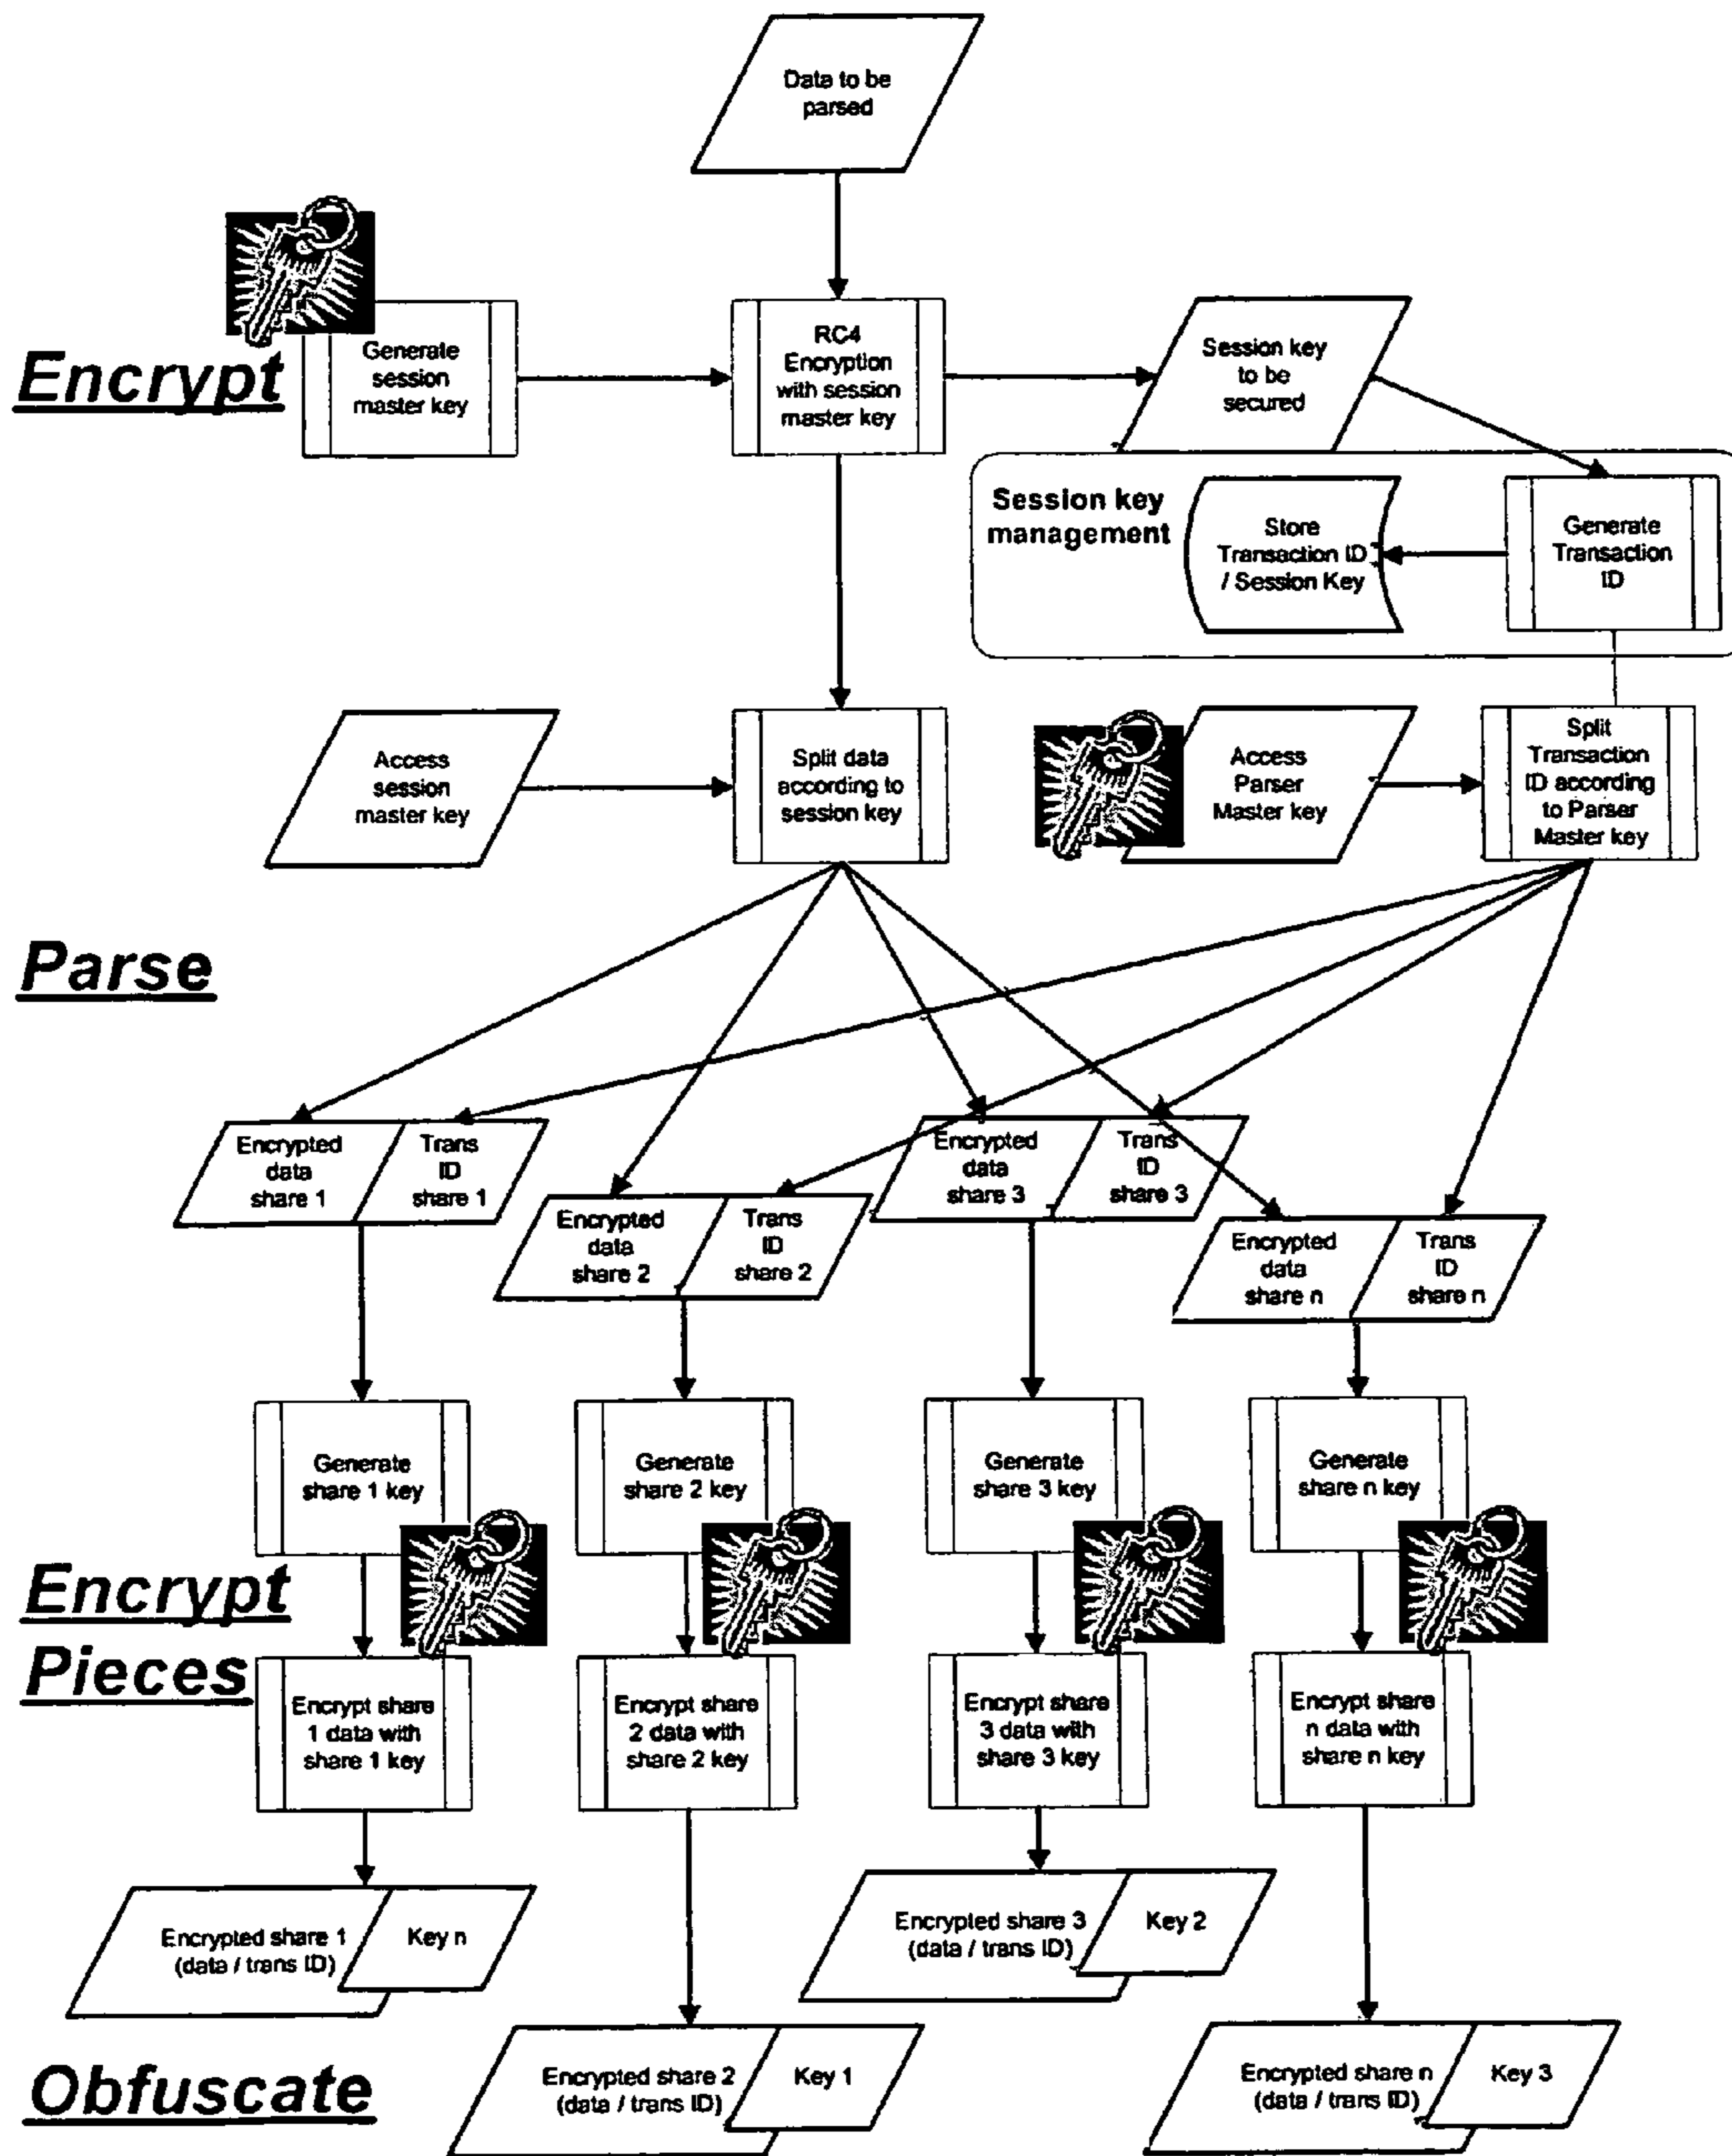 Data to be
parsed
Encrypt
Generate
session
master key
RC4
Encryption
with session
master key
Session key
to be
secured
Session key
management
Store
Transaction ID
/ Session Key
Generate
Transaction
ID
Access
session
master key
Split data
according to
session key
Access
Parser
Master key
Split
Transaction
ID according
to Parser
Master key
Parse
Encrypted
data
share 1
Trans
ID
share 1
Encrypted
data
share 2
Trans
ID
share 2
Encrypted
data
share 3
Trans
ID
share 3
Encrypted
data
share n
Trans
ID
share n
Generate
share 1 key
Generate
share 2 key
Generate
share 3 key
Generate
share n key
Encrypt
Pieces
Encrypt share
1 data with
share 1 key
Encrypt share
2 data with
share 2 key
Encrypt share
3 data with
share 3 key
Encrypt share
n data with
share n key
Encrypted share 1
(data / trans ID)
Key n
Encrypted share 3
(data / trans ID)
Key 2
Obfuscate
Encrypted share 2
(data / trans ID)
Key 1
Encrypted share n
(data / trans ID)
Key 3